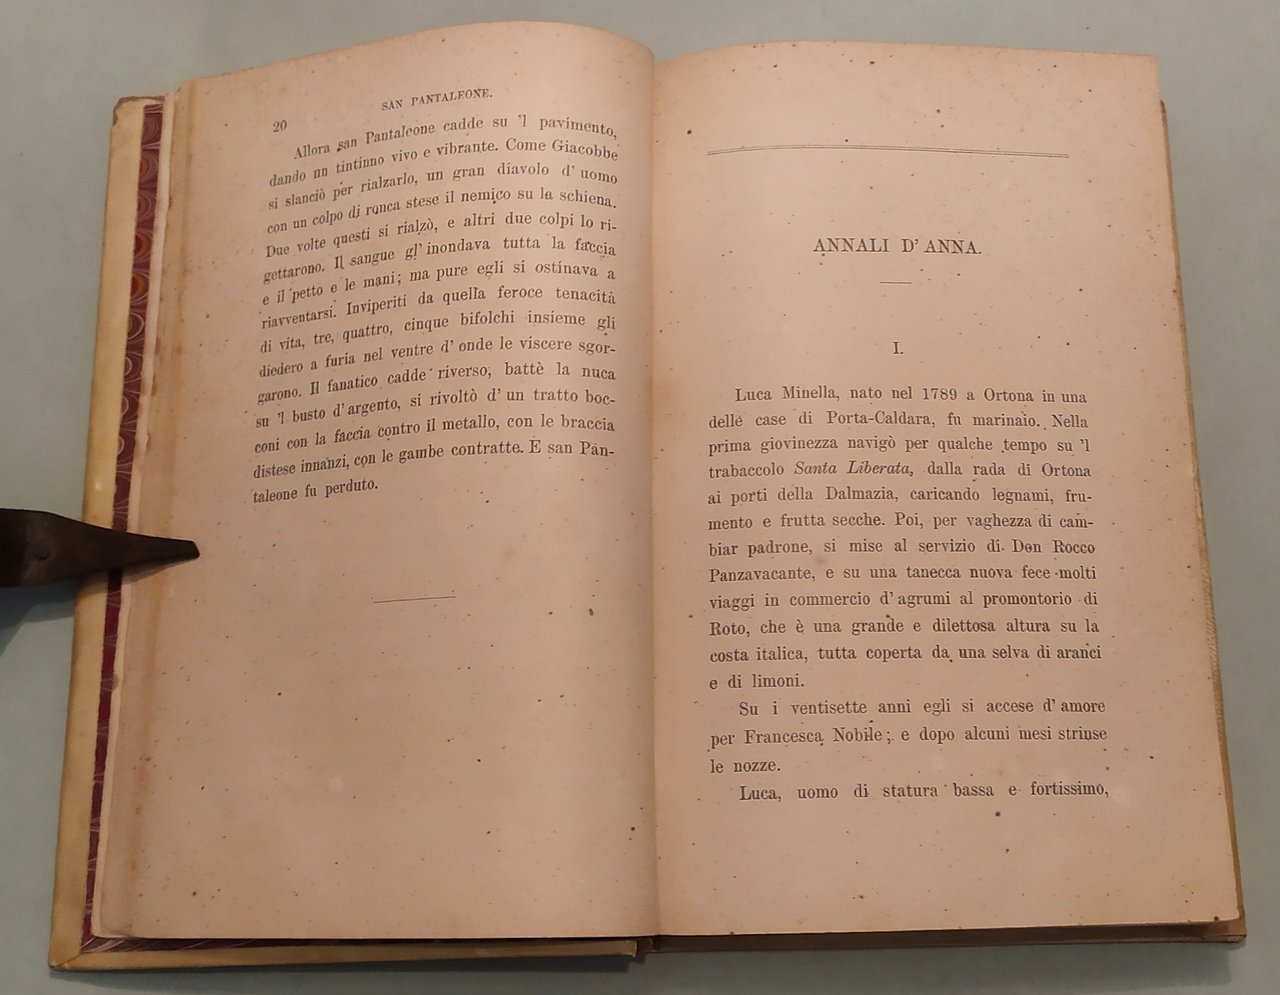 20
SAN PANTALEONE.
Allora san Pantaleone cadde su 'l pavimento,
dando un tintinno vivo e vibrante. Come Giacobbe
si slanciò per rialzarlo, un gran diavolo d' uomo
con un colpo di ronca stese il nemico su la schiena.
Due volte questi si rialzò, e altri due colpi lo ri-
gettarono. Il sangue gl' inondava tutta la faccia
e il petto e le mani; ma pure egli si ostinava a
riavventarsi. Inviperiti da quella feroce tenacità
di vita, tre, quattro, cinque bifolchi insieme gli
diedero a furia nel ventre d' onde le viscere sgor-
garono. Il fanatico cadde riverso, battè la nuca
su 'l busto d' argento, si rivoltò d' un tratto boc-
coni con la faccia contro il metallo, con le braccia
distese innanzi, con le gambe contratte. E san Pan-
taleone fu perduto.
ANNALI D' ANNA.
I.
Luca Minella, nato nel 1789 a Ortona in una
delle case di Porta-Caldara, fu marinaio. Nella
prima giovinezza navigò per qualche tempo su 'l
trabaccolo Santa Liberata, dalla rada di Ortona
ai porti della Dalmazia, caricando legnami, fru-
mento e frutta secche. Poi, per vaghezza di cam-
biar padrone, si mise al servizio di Don Rocco
Panzavacante, e su una tanecca nuova fece molti
viaggi in commercio d' agrumi al promontorio di
Roto, che è una grande e dilettosa altura su la
costa italica, tutta coperta da una selva di aranci
e di limoni.
Su i ventisette anni egli si accese d' amore
per Francesca Nobile; e dopo alcuni mesi strinse
le nozze.
Luca, uomo di statura bassa e fortissimo,